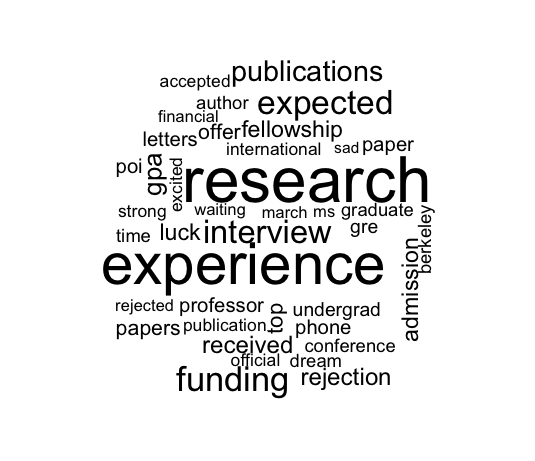 publications
accepted
author expected
financial
letters offer fellowship
international sad paper
poi gpa excited research
strong waiting march ms graduate
time luck interview gre
berkeley
experience admission
rejected professor top undergrad
papers publication phone
received conference
official dream
funding rejection